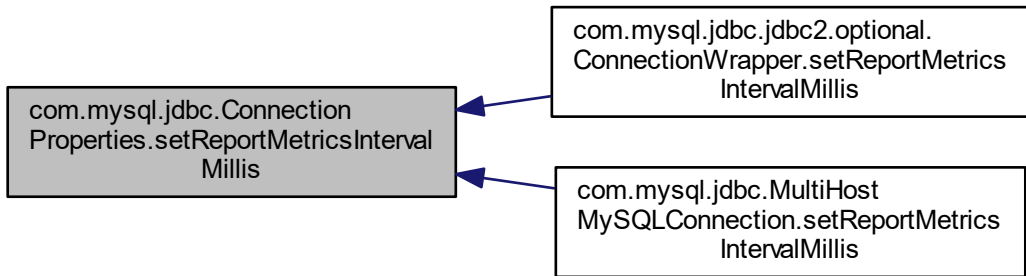 com.mysql.jdbc.Connection
Properties.setReportMetricsInterval
Millis
com.mysql.jdbc.jdbc2.optional.
ConnectionWrapper.setReportMetrics
IntervalMillis
com.mysql.jdbc.MultiHost
MySQLConnection.setReportMetrics
IntervalMillis